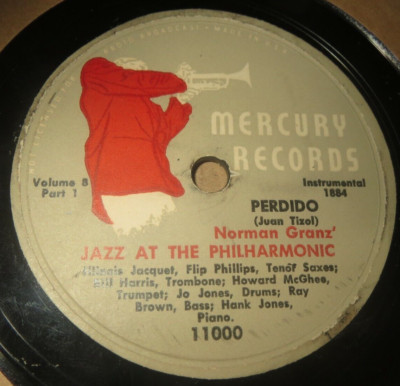 MERCURY
RECORDS
Volume 8
Part 1
Instrumental
1884
PERDIDO
(Juan Tizol)
Norman Granz'
JAZZ AT THE PHILHARMONIC
Illinois Jacquet, Flip Phillips, Tenor Saxes;
Bill Harris, Trombone; Howard McGhee,
Trumpet; Jo Jones, Drums; Ray
Brown, Bass; Hank Jones,
Piano.
11000